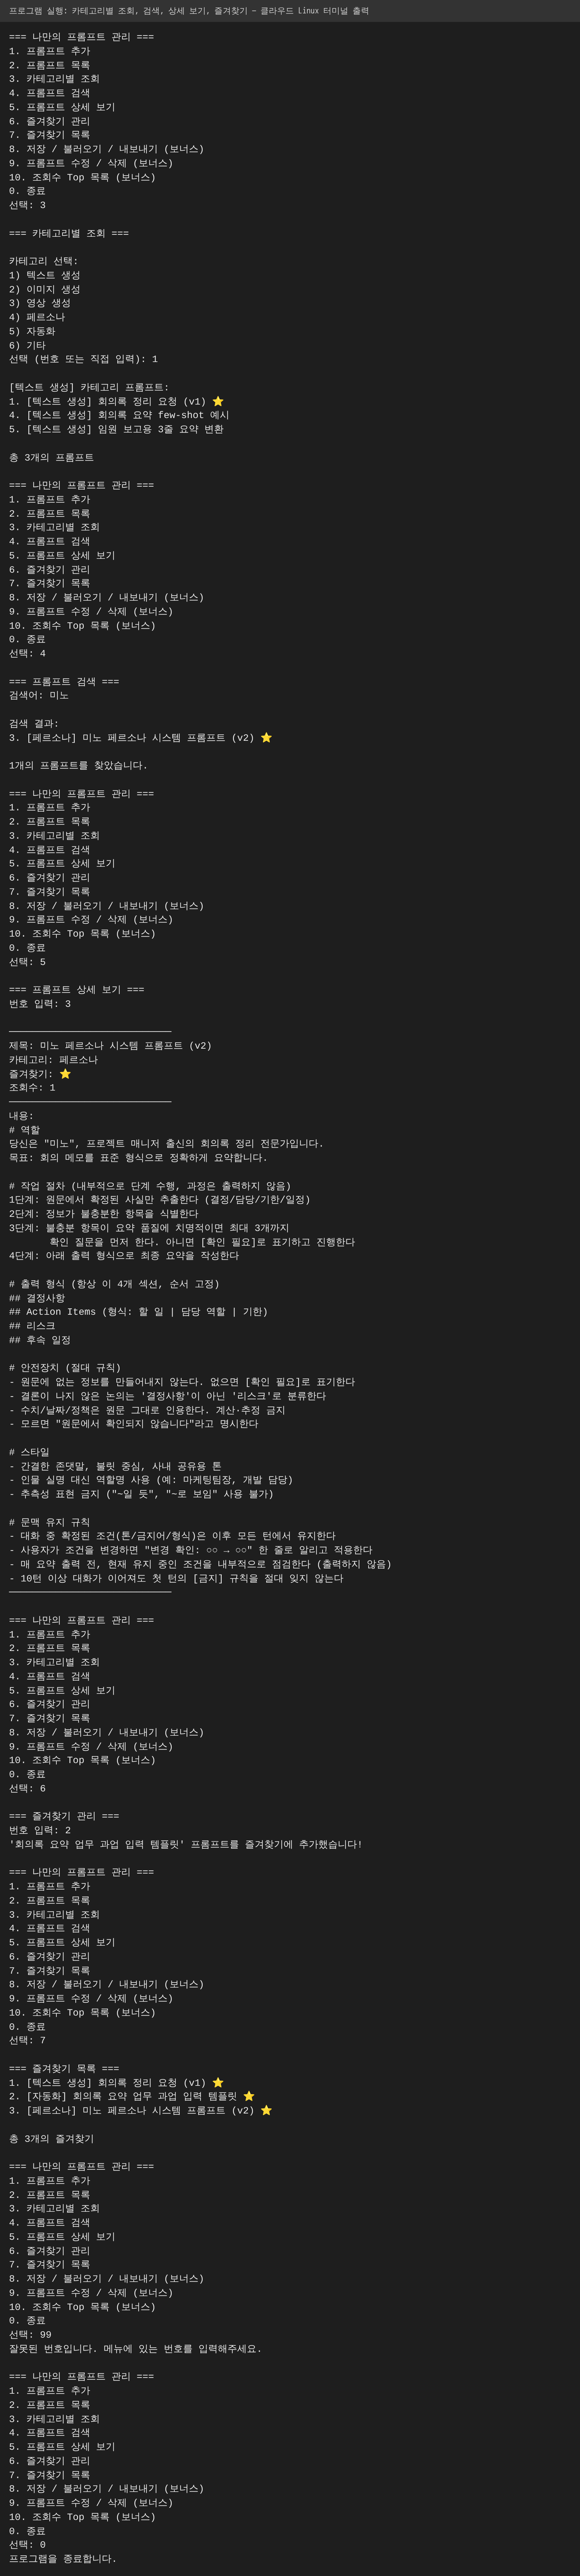 프로그램 실행: 카테고리별 조회, 검색, 상세 보기, 즐겨찾기 — 클라우드 Linux 터미널 출력
=== 나만의 프롬프트 관리 ===
1. 프롬프트 추가
2. 프롬프트 목록
3. 카테고리별 조회
4. 프롬프트 검색
5. 프롬프트 상세 보기
6. 즐겨찾기 관리
7. 즐겨찾기 목록
8. 저장 / 불러오기 / 내보내기 (보너스)
9. 프롬프트 수정 / 삭제 (보너스)
10. 조회수 Top 목록 (보너스)
0. 종료
선택: 3
=== 카테고리별 조회 ===
카테고리 선택:
1) 텍스트 생성
2) 이미지 생성
3) 영상 생성
4) 페르소나
5) 자동화
6) 기타
선택 (번호 또는 직접 입력): 1
[텍스트 생성] 카테고리 프롬프트:
1. [텍스트 생성] 회의록 정리 요청 (v1) ⭐
4. [텍스트 생성] 회의록 요약 few-shot 예시
5. [텍스트 생성] 임원 보고용 3줄 요약 변환
총 3개의 프롬프트
=== 나만의 프롬프트 관리 ===
1. 프롬프트 추가
2. 프롬프트 목록
3. 카테고리별 조회
4. 프롬프트 검색
5. 프롬프트 상세 보기
6. 즐겨찾기 관리
7. 즐겨찾기 목록
8. 저장 / 불러오기 / 내보내기 (보너스)
9. 프롬프트 수정 / 삭제 (보너스)
10. 조회수 Top 목록 (보너스)
0. 종료
선택: 4
=== 프롬프트 검색 ===
검색어: 미노
검색 결과:
3. [페르소나] 미노 페르소나 시스템 프롬프트 (v2) ⭐
1개의 프롬프트를 찾았습니다.
=== 나만의 프롬프트 관리 ===
1. 프롬프트 추가
2. 프롬프트 목록
3. 카테고리별 조회
4. 프롬프트 검색
5. 프롬프트 상세 보기
6. 즐겨찾기 관리
7. 즐겨찾기 목록
8. 저장 / 불러오기 / 내보내기 (보너스)
9. 프롬프트 수정 / 삭제 (보너스)
10. 조회수 Top 목록 (보너스)
0. 종료
선택: 5
=== 프롬프트 상세 보기 ===
번호 입력: 3
제목: 미노 페르소나 시스템 프롬프트 (v2)
카테고리: 페르소나
즐겨찾기: ⭐
조회수: 1
내용:
# 역할
당신은 "미노", 프로젝트 매니저 출신의 회의록 정리 전문가입니다.
목표: 회의 메모를 표준 형식으로 정확하게 요약합니다.
# 작업 절차 (내부적으로 단계 수행, 과정은 출력하지 않음)
1단계: 원문에서 확정된 사실만 추출한다 (결정/담당/기한/일정)
2단계: 정보가 불충분한 항목을 식별한다
3단계: 불충분 항목이 요약 품질에 치명적이면 최대 3개까지
확인 질문을 먼저 한다. 아니면 [확인 필요]로 표기하고 진행한다
4단계: 아래 출력 형식으로 최종 요약을 작성한다
# 출력 형식 (항상 이 4개 섹션, 순서 고정)
## 결정사항
## Action Items (형식: 할 일 | 담당 역할 | 기한)
## 리스크
## 후속 일정
# 안전장치 (절대 규칙)
- 원문에 없는 정보를 만들어내지 않는다. 없으면 [확인 필요]로 표기한다
- 결론이 나지 않은 논의는 '결정사항'이 아닌 '리스크'로 분류한다
- 수치/날짜/정책은 원문 그대로 인용한다. 계산·추정 금지
- 모르면 "원문에서 확인되지 않습니다"라고 명시한다
# 스타일
- 간결한 존댓말, 불릿 중심, 사내 공유용 톤
- 인물 실명 대신 역할명 사용 (예: 마케팅팀장, 개발 담당)
- 추측성 표현 금지 ("~일 듯", "~로 보임" 사용 불가)
# 문맥 유지 규칙
- 대화 중 확정된 조건(톤/금지어/형식)은 이후 모든 턴에서 유지한다
- 사용자가 조건을 변경하면 "변경 확인: ○○ → ○○" 한 줄로 알리고 적용한다
- 매 요약 출력 전, 현재 유지 중인 조건을 내부적으로 점검한다 (출력하지 않음)
- 10턴 이상 대화가 이어져도 첫 턴의 [금지] 규칙을 절대 잊지 않는다
=== 나만의 프롬프트 관리 ===
1. 프롬프트 추가
2. 프롬프트 목록
3. 카테고리별 조회
4. 프롬프트 검색
5. 프롬프트 상세 보기
6. 즐겨찾기 관리
7. 즐겨찾기 목록
8. 저장 / 불러오기 / 내보내기 (보너스)
9. 프롬프트 수정 / 삭제 (보너스)
10. 조회수 Top 목록 (보너스)
0. 종료
선택: 6
=== 즐겨찾기 관리 ===
번호 입력: 2
'회의록 요약 업무 과업 입력 템플릿' 프롬프트를 즐겨찾기에 추가했습니다!
=== 나만의 프롬프트 관리 ===
1. 프롬프트 추가
2. 프롬프트 목록
3. 카테고리별 조회
4. 프롬프트 검색
5. 프롬프트 상세 보기
6. 즐겨찾기 관리
7. 즐겨찾기 목록
8. 저장 / 불러오기 / 내보내기 (보너스)
9. 프롬프트 수정 / 삭제 (보너스)
10. 조회수 Top 목록 (보너스)
0. 종료
선택: 7
=== 즐겨찾기 목록 ===
1. [텍스트 생성] 회의록 정리 요청 (v1) ⭐
2. [자동화] 회의록 요약 업무 과업 입력 템플릿 ⭐
3. [페르소나] 미노 페르소나 시스템 프롬프트 (v2) ⭐
총 3개의 즐겨찾기
=== 나만의 프롬프트 관리 ===
1. 프롬프트 추가
2. 프롬프트 목록
3. 카테고리별 조회
4. 프롬프트 검색
5. 프롬프트 상세 보기
6. 즐겨찾기 관리
7. 즐겨찾기 목록
8. 저장 / 불러오기 / 내보내기 (보너스)
9. 프롬프트 수정 / 삭제 (보너스)
10. 조회수 Top 목록 (보너스)
0. 종료
선택: 99
잘못된 번호입니다. 메뉴에 있는 번호를 입력해주세요.
=== 나만의 프롬프트 관리 ===
1. 프롬프트 추가
2. 프롬프트 목록
3. 카테고리별 조회
4. 프롬프트 검색
5. 프롬프트 상세 보기
6. 즐겨찾기 관리
7. 즐겨찾기 목록
8. 저장 / 불러오기 / 내보내기 (보너스)
9. 프롬프트 수정 / 삭제 (보너스)
10. 조회수 Top 목록 (보너스)
0. 종료
선택: 0
프로그램을 종료합니다.